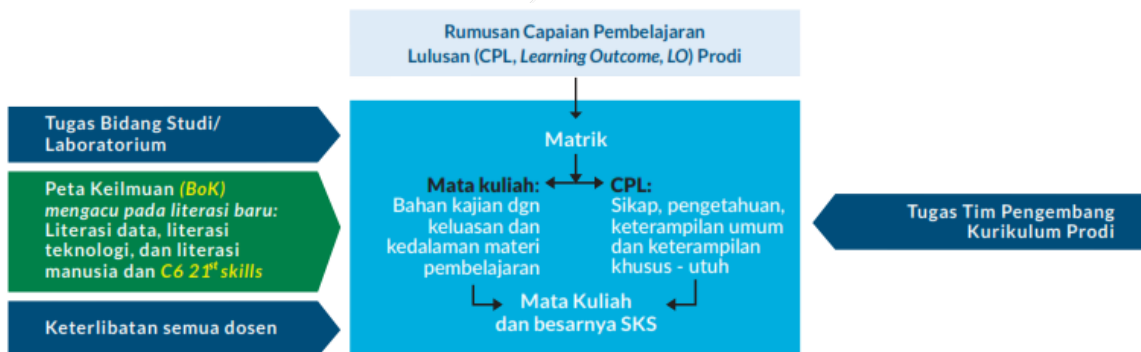 Rumusan Capaian Pembelajaran
Lulusan (CPL, Learning Outcome, LO) Prodi
Tugas Bidang Studi/
Laboratorium
Peta Keilmuan (BoK)
mengacu pada literasi baru:
Literasi data, literasi
teknologi, dan literasi
manusia dan C6 21st skills
Keterlibatan semua dosen
Matrik
Mata kuliah:
Bahan kajian dgn
keluasan dan
kedalaman materi
pembelajaran
CPL:
Sikap, pengetahuan,
keterampilan umum
dan keterampilan
khusus - utuh
Mata Kuliah
dan besarnya SKS
Tugas Tim Pengembang
Kurikulum Prodi